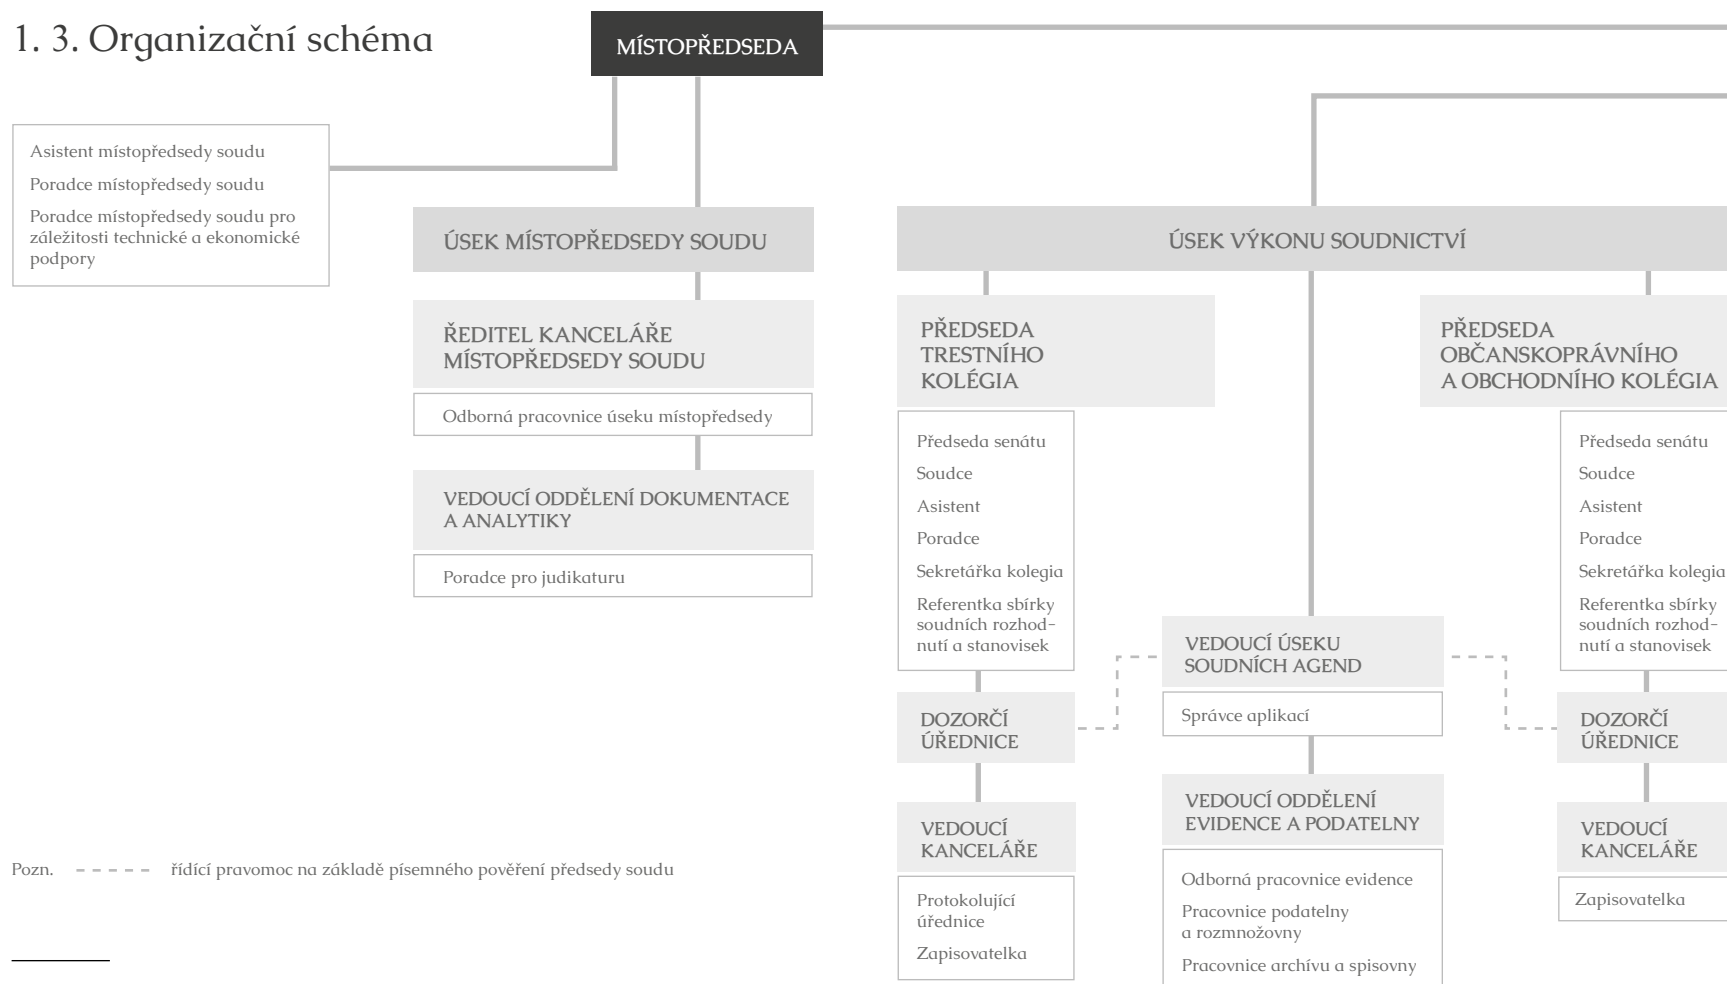 1. 3. Organizační schéma
MÍSTOPŘEDSEDA
Asistent místopředsedy soudu
Poradce místopředsedy soudu
Poradce místopředsedy soudu pro
záležitosti technické a ekonomické
podpory
ÚSEK MÍSTOPŘEDSEDY SOUDU
ŘEDITEL KANCELÁŘE
MÍSTOPŘEDSEDY SOUDU
Odborná pracovnice úseku místopředsedy
VEDOUCÍ ODDĚLENÍ DOKUMENTACE
A ANALYTIKY
Poradce pro judikaturu
ÚSEK VÝKONU SOUDNICTVÍ
PŘEDSEDA
TRESTNÍHO
KOLÉGIA
Předseda senátu
Soudce
Asistent
Poradce
Sekretářka kolegia
Referentka sbírky
soudních rozhod-
nutí a stanovisek
DOZORČÍ
ÚŘEDNICE
VEDOUCÍ
KANCELÁŘE
Protokolující
úřednice
Zapisovatelka
VEDOUCÍ ÚSEKU
SOUDNÍCH AGEND
Správce aplikací
VEDOUCÍ ODDĚLENÍ
EVIDENCE A PODATELNY
Odborná pracovnice evidence
Pracovnice podatelny
a rozmnožovny
Pracovnice archívu a spisovny
PŘEDSEDA
OBČANSKOPRÁVNÍHO
A OBCHODNÍHO KOLÉGIA
Předseda senátu
Soudce
Asistent
Poradce
Sekretářka kolegia
Referentka sbírky
soudních rozhod-
nutí a stanovisek
DOZORČÍ
ÚŘEDNICE
VEDOUCÍ
KANCELÁŘE
Zapisovatelka
Pozn. řídící pravomoc na základě písemného pověření předsedy soudu